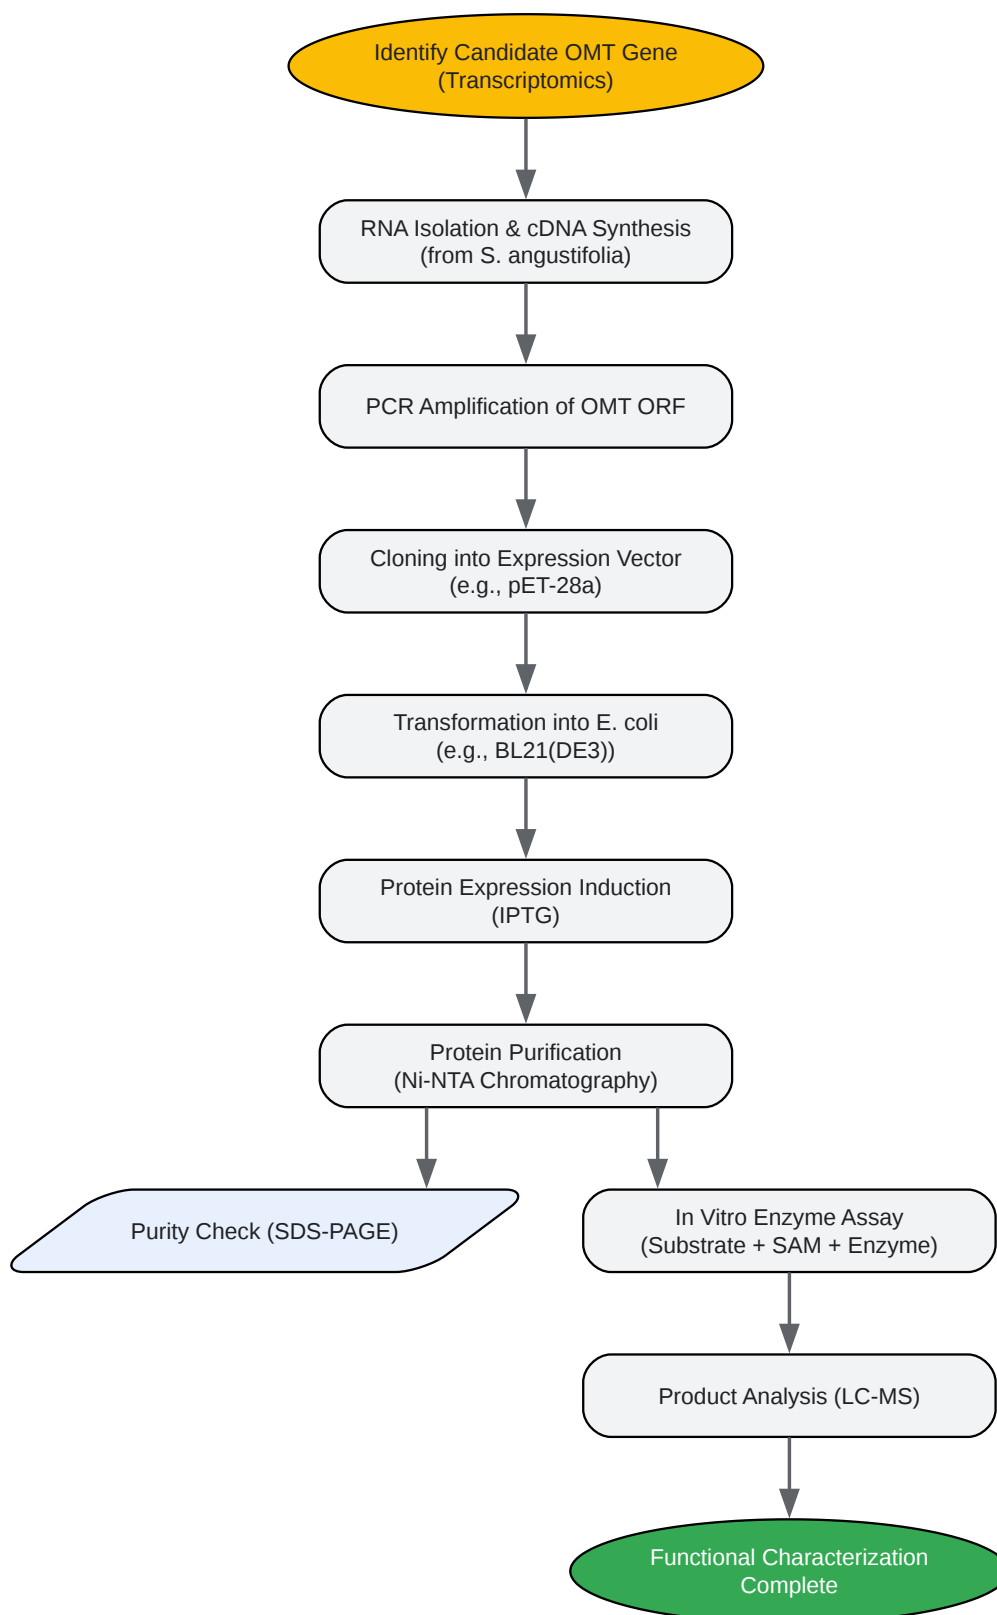 Identify Candidate OMT Gene
(Transcriptomics)
RNA Isolation & cDNA Synthesis
(from S. angustifolia)
PCR Amplification of OMT ORF
Cloning into Expression Vector
(e.g., pET-28a)
Transformation into E. coli
(e.g., BL21(DE3))
Protein Expression Induction
(IPTG)
Protein Purification
(Ni-NTA Chromatography)
Purity Check (SDS-PAGE)
In Vitro Enzyme Assay
(Substrate + SAM + Enzyme)
Product Analysis (LC-MS)
Functional Characterization
Complete